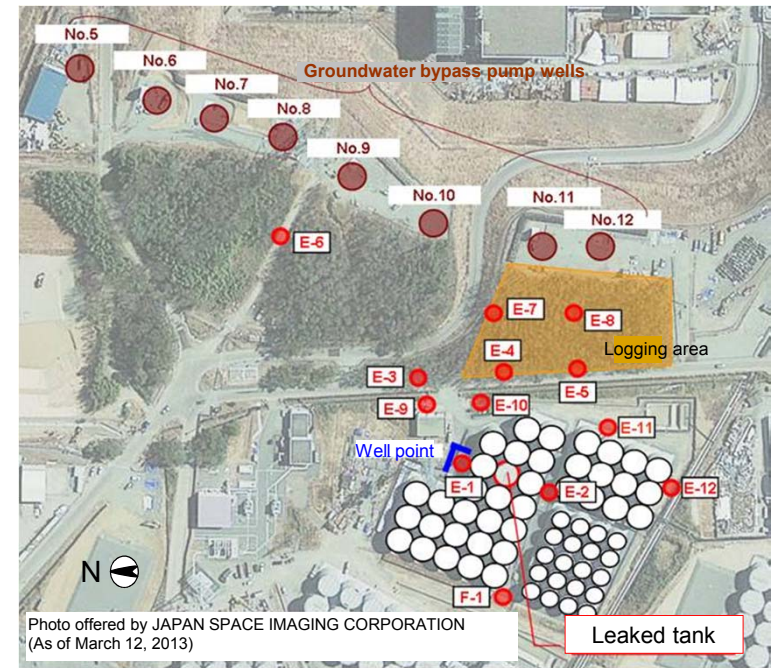 No.5
No.6
No.7
Groundwater bypass pump wells
No.8
No.9
No.10
No.11
No.12
E-6
E-7
E-8
E-4
Logging area
E-3
E-5
E-9
E-10
E-11
Well point
E-1
E-2
E-12
N
F-1
Photo offered by JAPAN SPACE IMAGING CORPORATION
(As of March 12, 2013)
Leaked tank